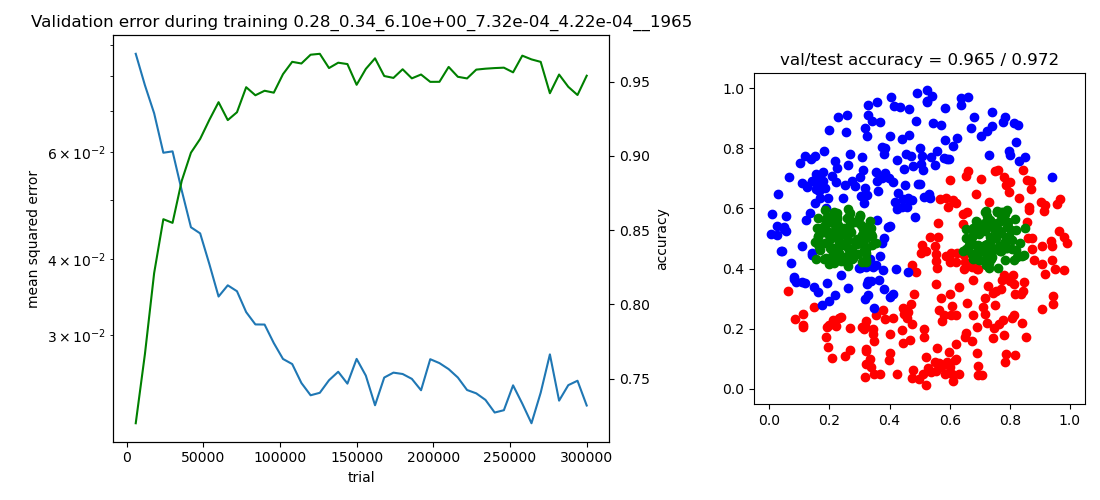 Validation error during training 0.28_0.34_6.10e+00_7.32e-04_4.22e-04__1965
mean squared error
6 × 10⁻²
4 × 10⁻²
3 × 10⁻²
0 50000 100000 150000 200000 250000 300000
trial
0.95
0.90
0.85
0.80
0.75
accuracy
val/test accuracy = 0.965 / 0.972
1.0
0.8
0.6
0.4
0.2
0.0
0.0 0.2 0.4 0.6 0.8 1.0